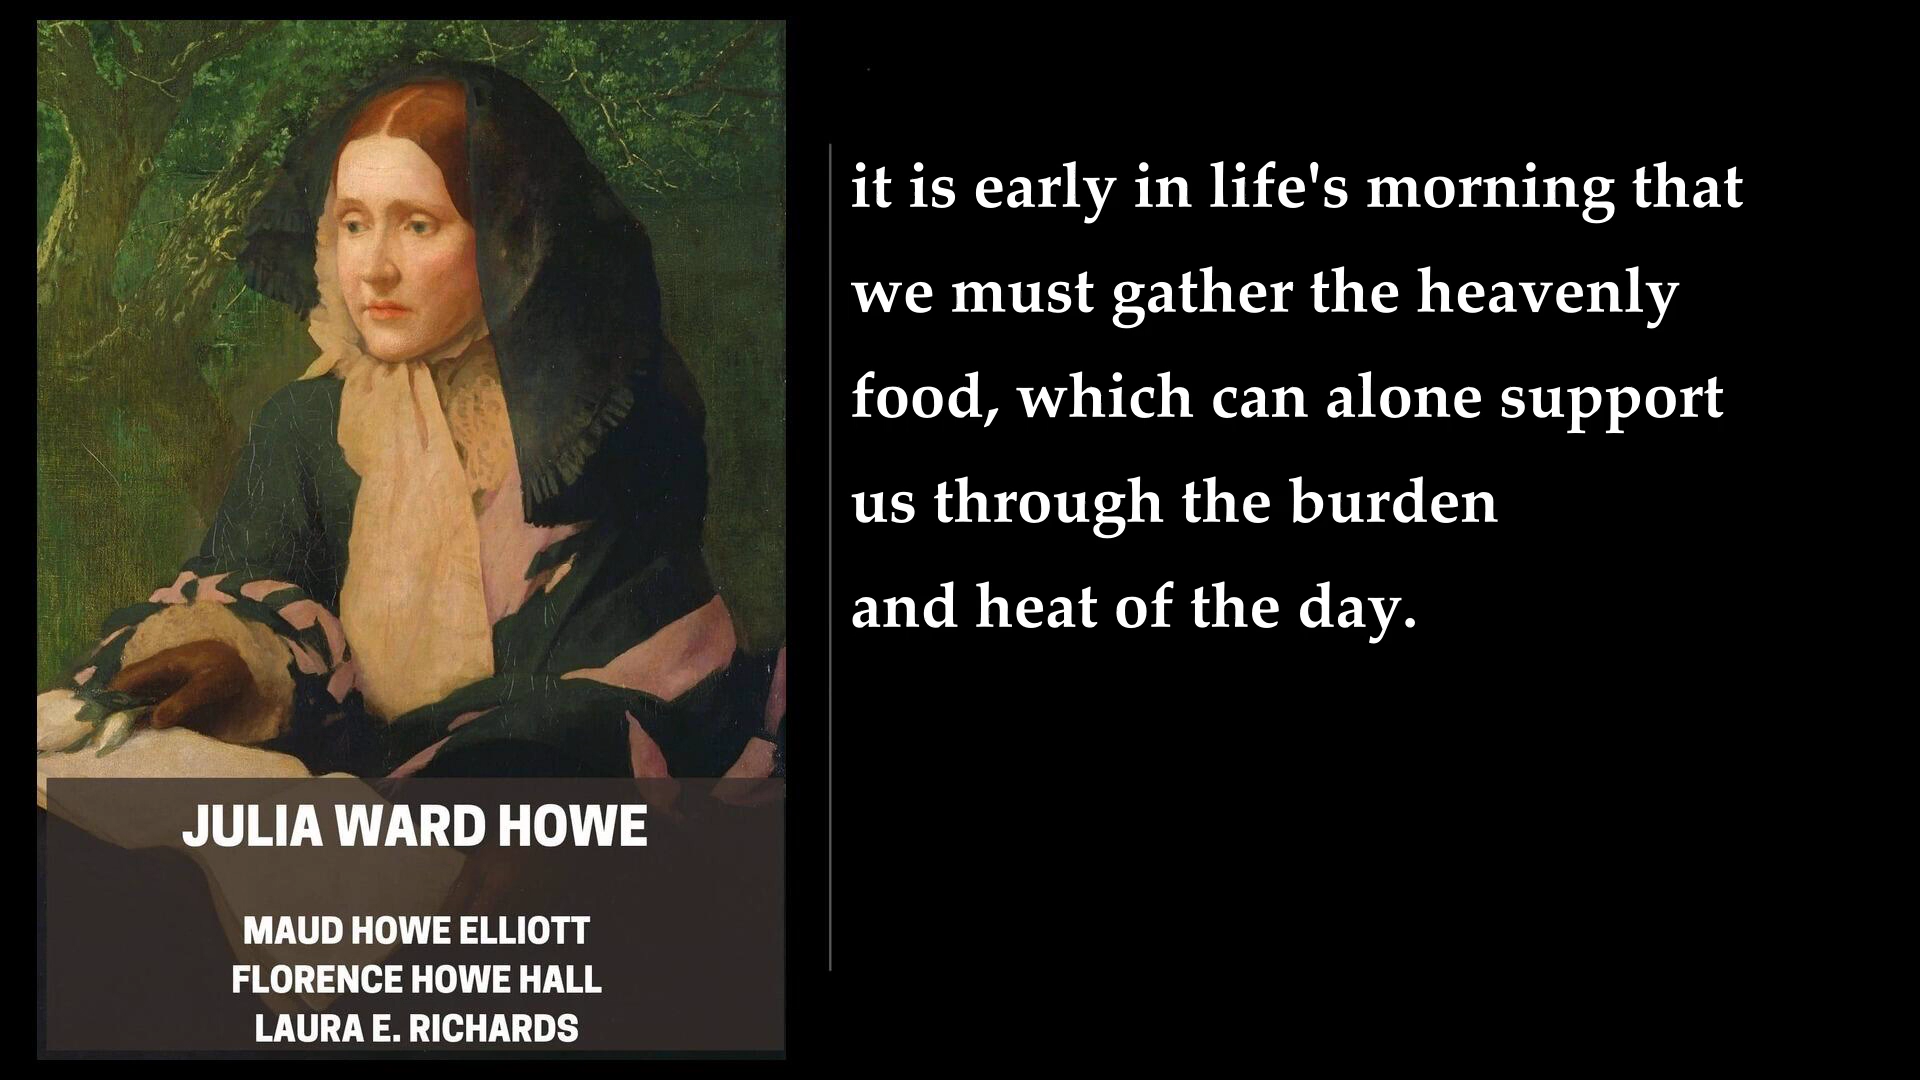 JULIA WARD HOWE
MAUD HOWE ELLIOTT
FLORENCE HOWE HALL
LAURA E. RICHARDS
it is early in life's morning that
we must gather the heavenly
food, which can alone support
us through the burden
and heat of the day.